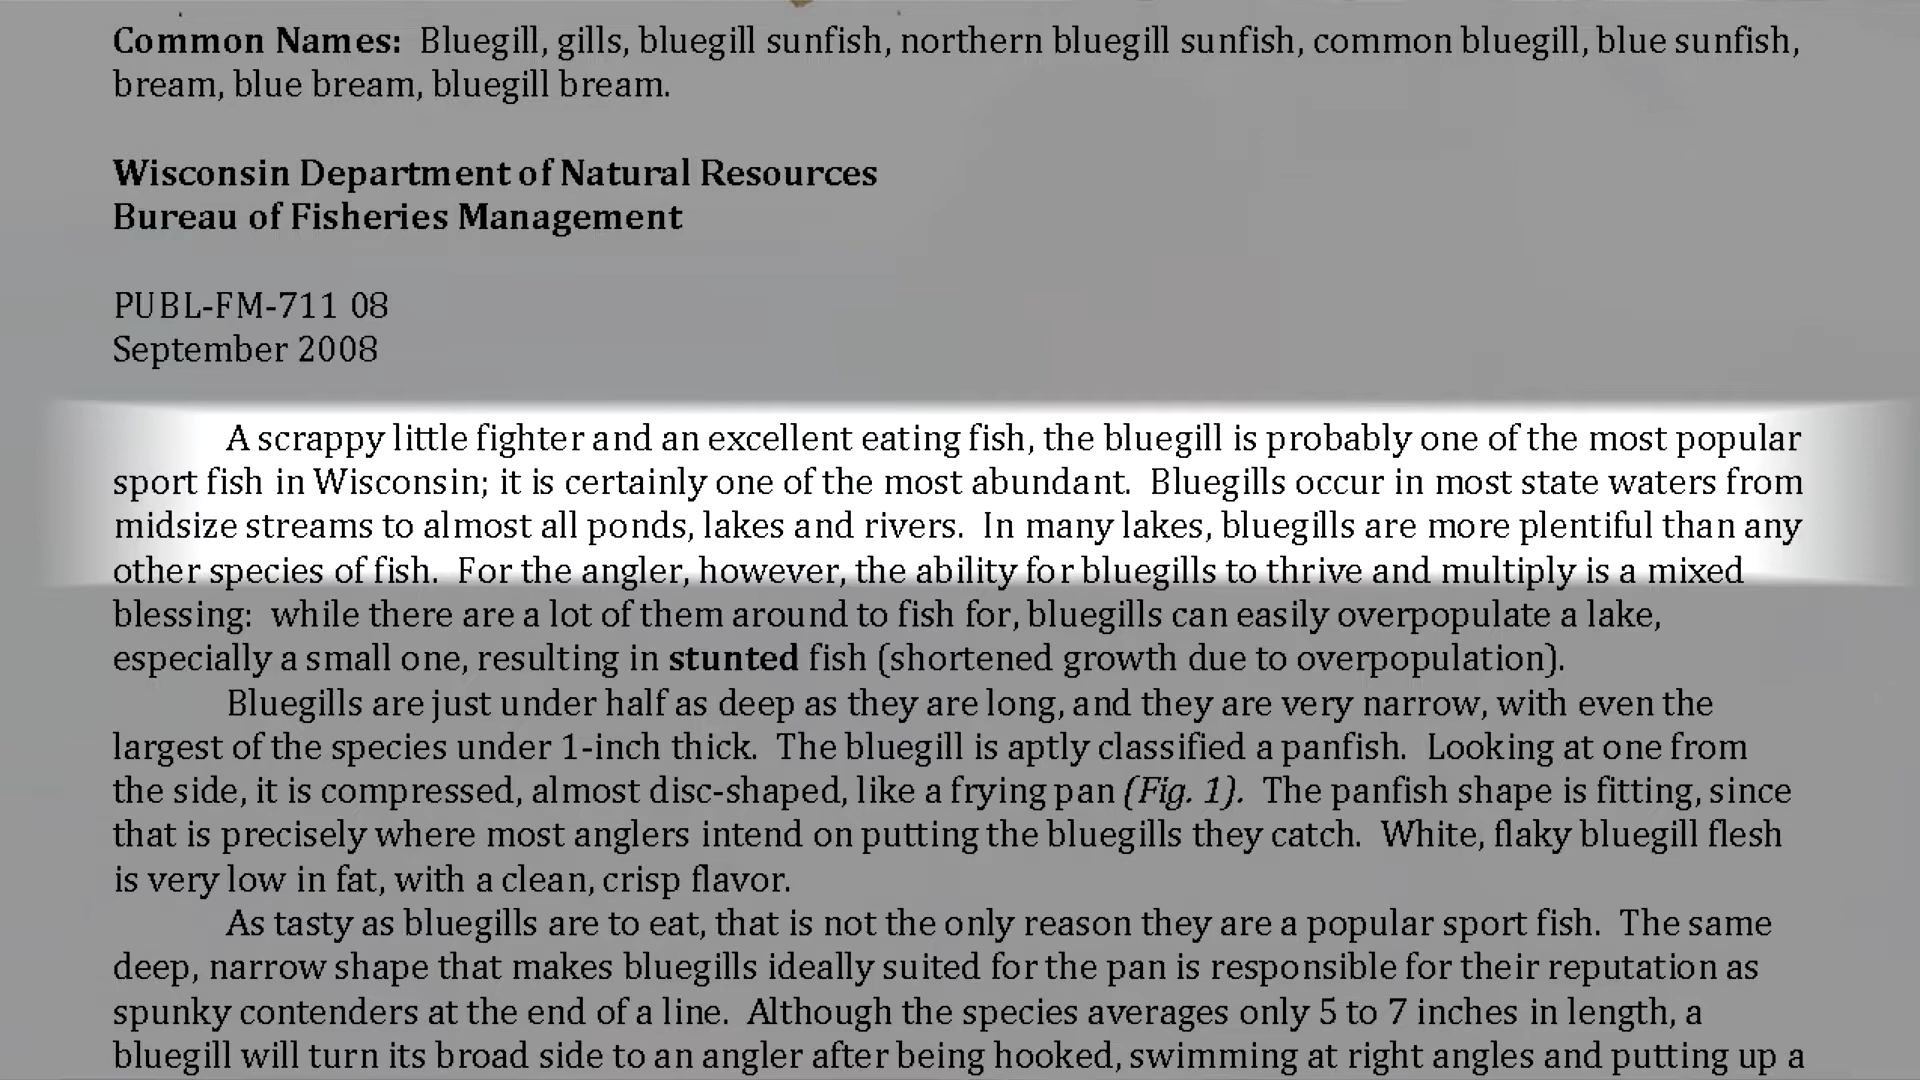 Common Names: Bluegill, gills, bluegill sunfish, northern bluegill sunfish, common bluegill, blue sunfish,
bream, blue bream, bluegill bream.
Wisconsin Department of Natural Resources
Bureau of Fisheries Management
PUBL-FM-711 08
September 2008
A scrappy little fighter and an excellent eating fish, the bluegill is probably one of the most popular
sport fish in Wisconsin; it is certainly one of the most abundant. Bluegills occur in most state waters from
midsize streams to almost all ponds, lakes and rivers. In many lakes, bluegills are more plentiful than any
other species of fish. For the angler, however, the ability for bluegills to thrive and multiply is a mixed
blessing: while there are a lot of them around to fish for, bluegills can easily overpopulate a lake,
especially a small one, resulting in stunted fish (shortened growth due to overpopulation).
Bluegills are just under half as deep as they are long, and they are very narrow, with even the
largest of the species under 1-inch thick. The bluegill is aptly classified a panfish. Looking at one from
the side, it is compressed, almost disc-shaped, like a frying pan (Fig. 1). The panfish shape is fitting, since
that is precisely where most anglers intend on putting the bluegills they catch. White, flaky bluegill flesh
is very low in fat, with a clean, crisp flavor.
As tasty as bluegills are to eat, that is not the only reason they are a popular sport fish. The same
deep, narrow shape that makes bluegills ideally suited for the pan is responsible for their reputation as
spunky contenders at the end of a line. Although the species averages only 5 to 7 inches in length, a
bluegill will turn its broad side to an angler after being hooked, swimming at right angles and putting up a